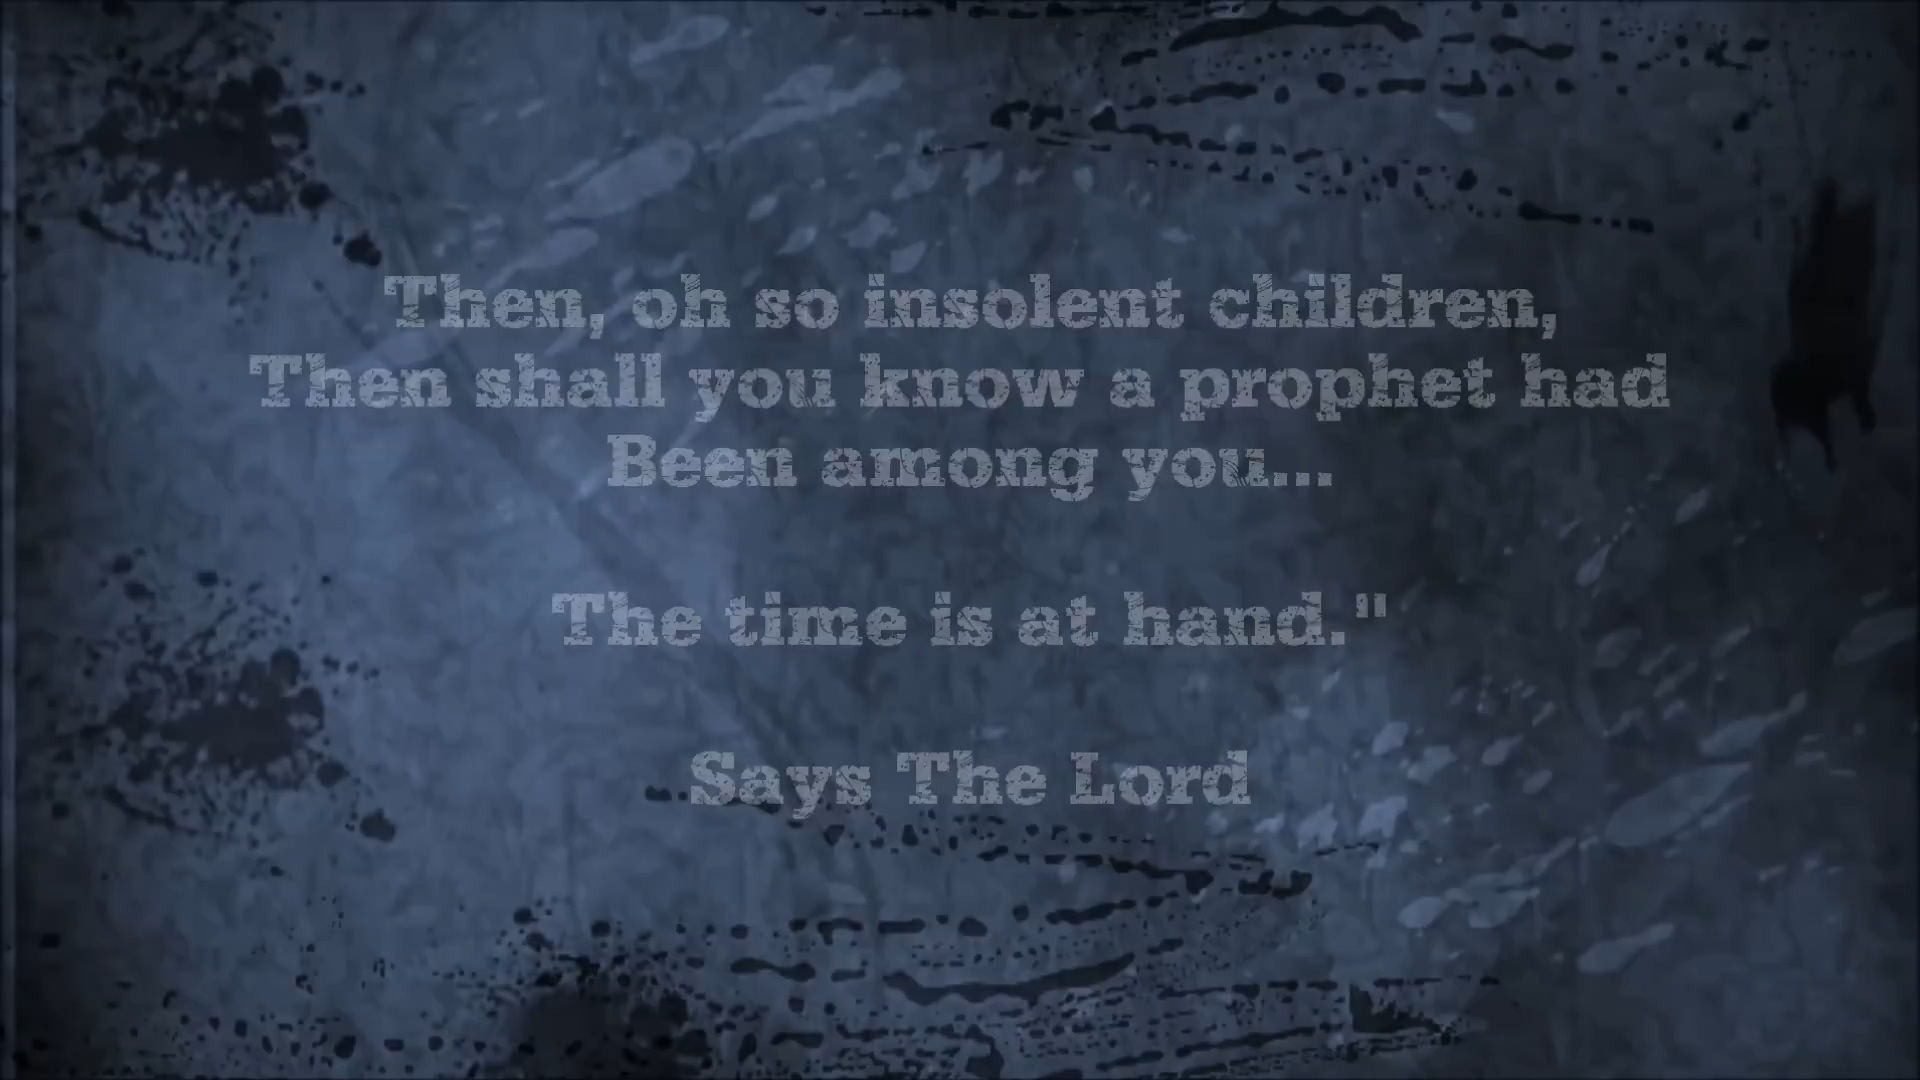 Then, oh so insolent children,
Then shall you know a prophet had
Been among you...
The time is at hand."
Says The Lord